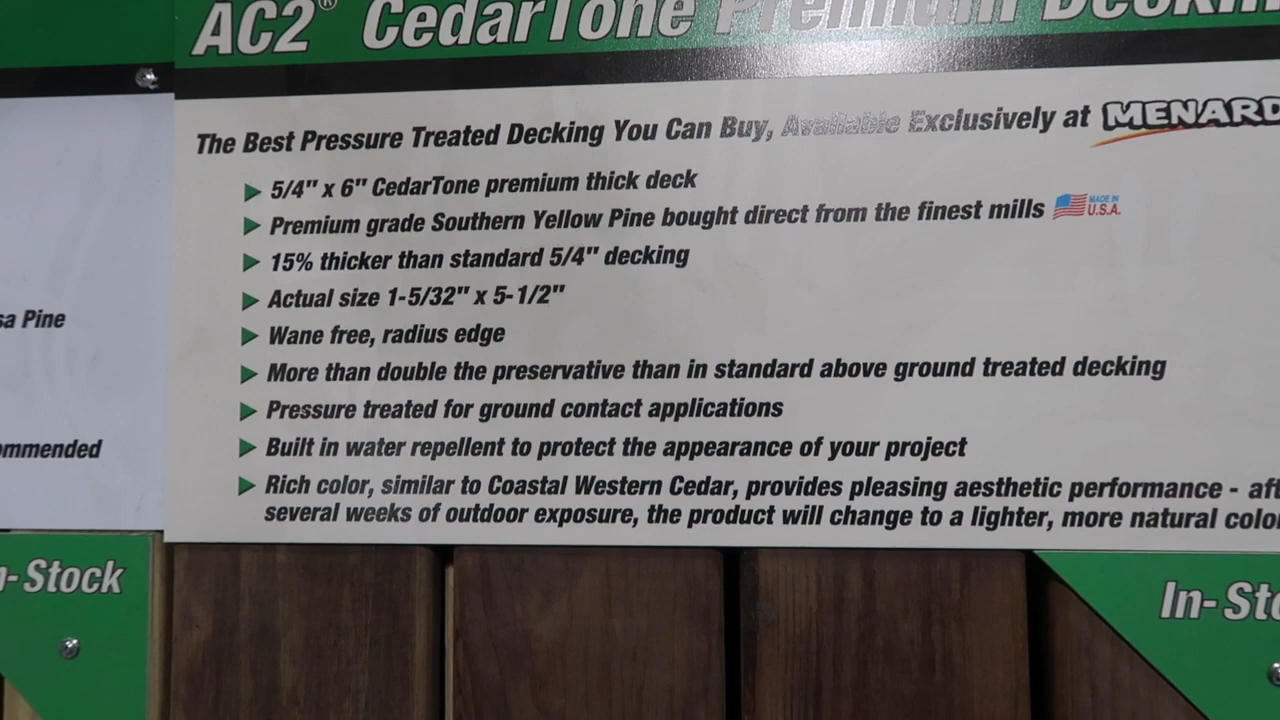 AC2® CedarTone Premium Deckin
The Best Pressure Treated Decking You Can Buy, Available Exclusively at MENARD
5/4" x 6" CedarTone premium thick deck
Premium grade Southern Yellow Pine bought direct from the finest mills MADE IN U.S.A.
15% thicker than standard 5/4" decking
Actual size 1-5/32" x 5-1/2"
Wane free, radius edge
sa Pine
More than double the preservative than in standard above ground treated decking
Pressure treated for ground contact applications
Built in water repellent to protect the appearance of your project
ommended
Rich color, similar to Coastal Western Cedar, provides pleasing aesthetic performance - aft
several weeks of outdoor exposure, the product will change to a lighter, more natural color
n-Stock
In-Sto